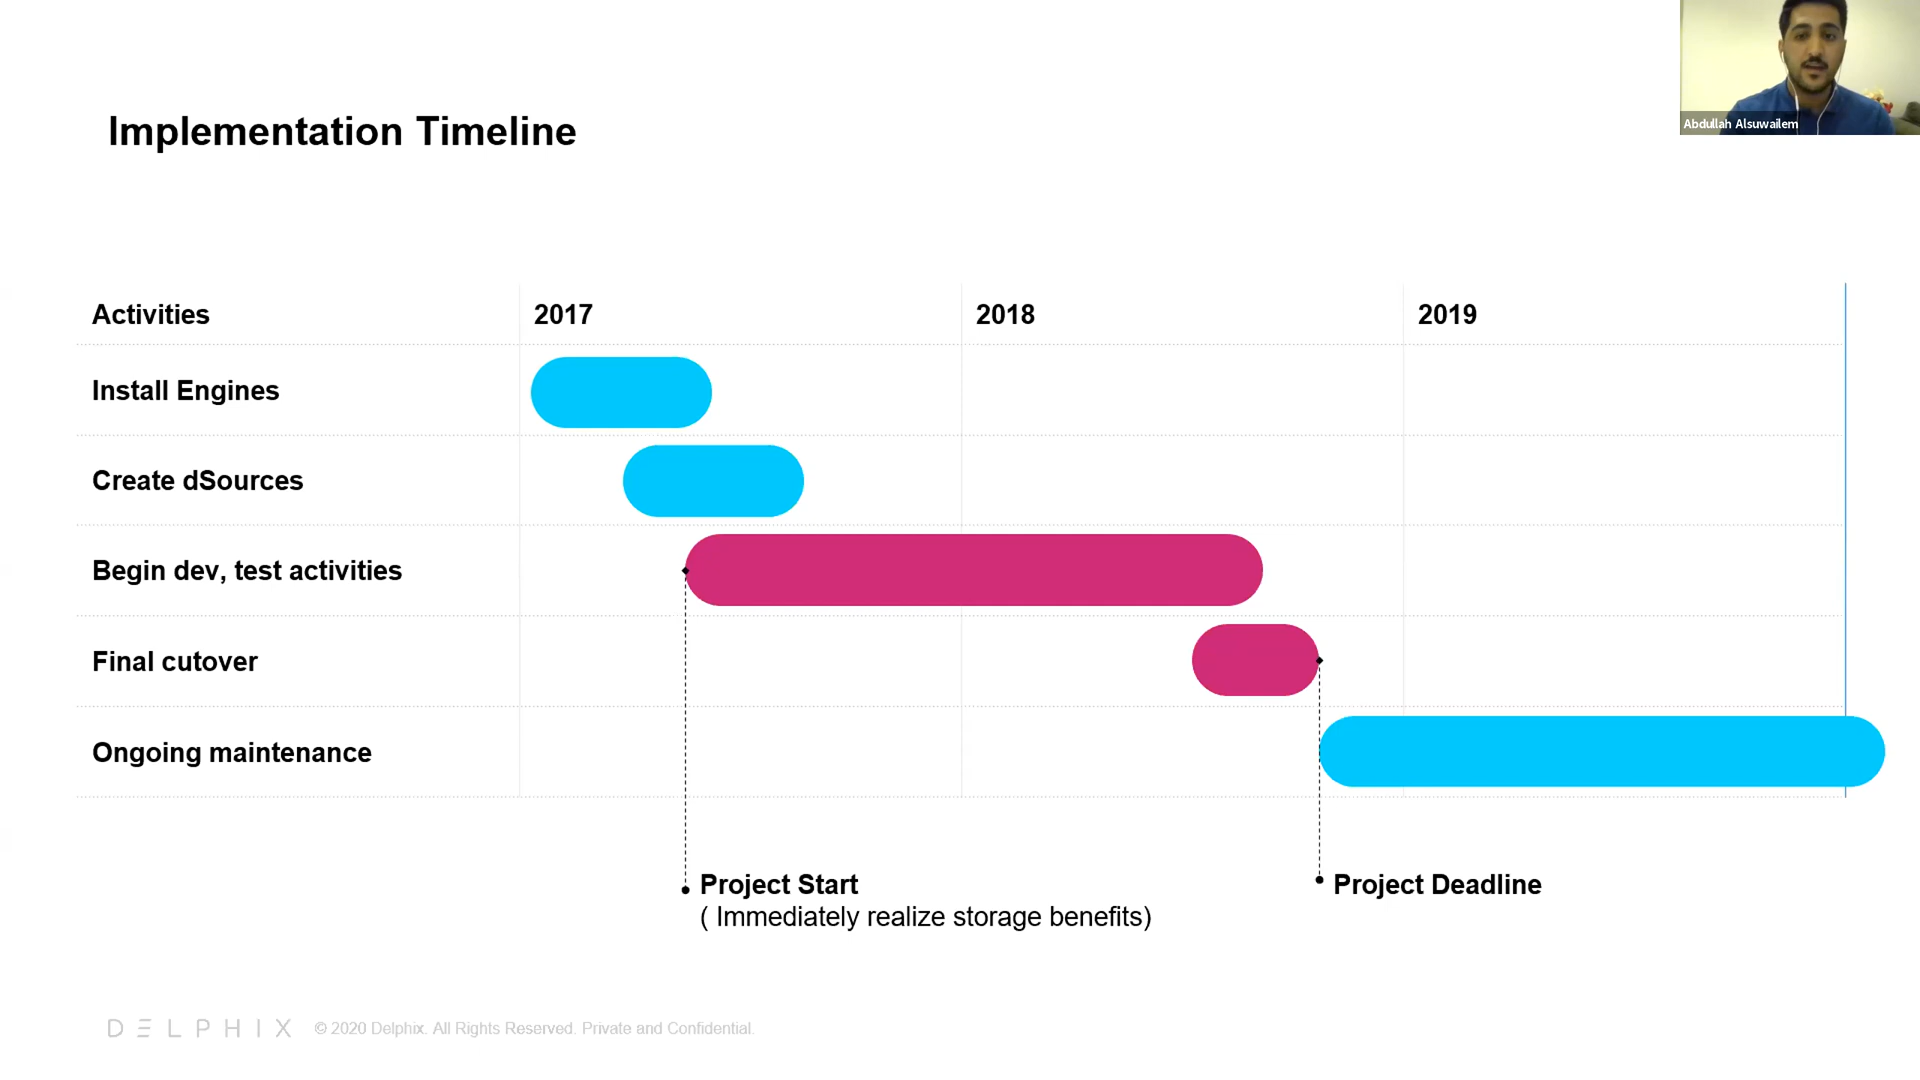 Abdullah Alsuwailem
Implementation Timeline
Activities 2017 2018 2019
Install Engines
Create dSources
Begin dev, test activities
Final cutover
Ongoing maintenance
Project Start
( Immediately realize storage benefits)
Project Deadline
DELPHIX © 2020 Delphix. All Rights Reserved. Private and Confidential.